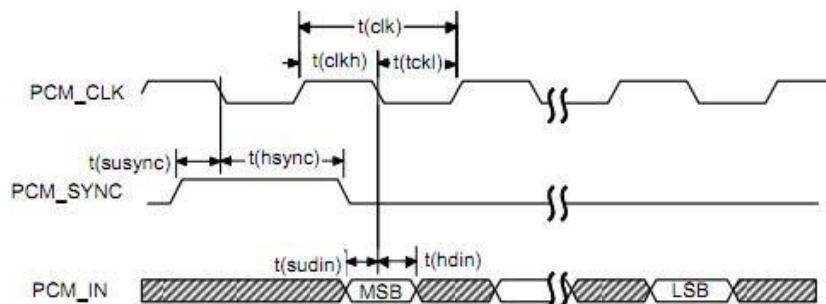 t(clk)
t(clkh) t(tckl)
PCM_CLK
t(susync) t(hsync)
PCM_SYNC
t(sudin) t(hdin)
PCM_IN MSB LSB